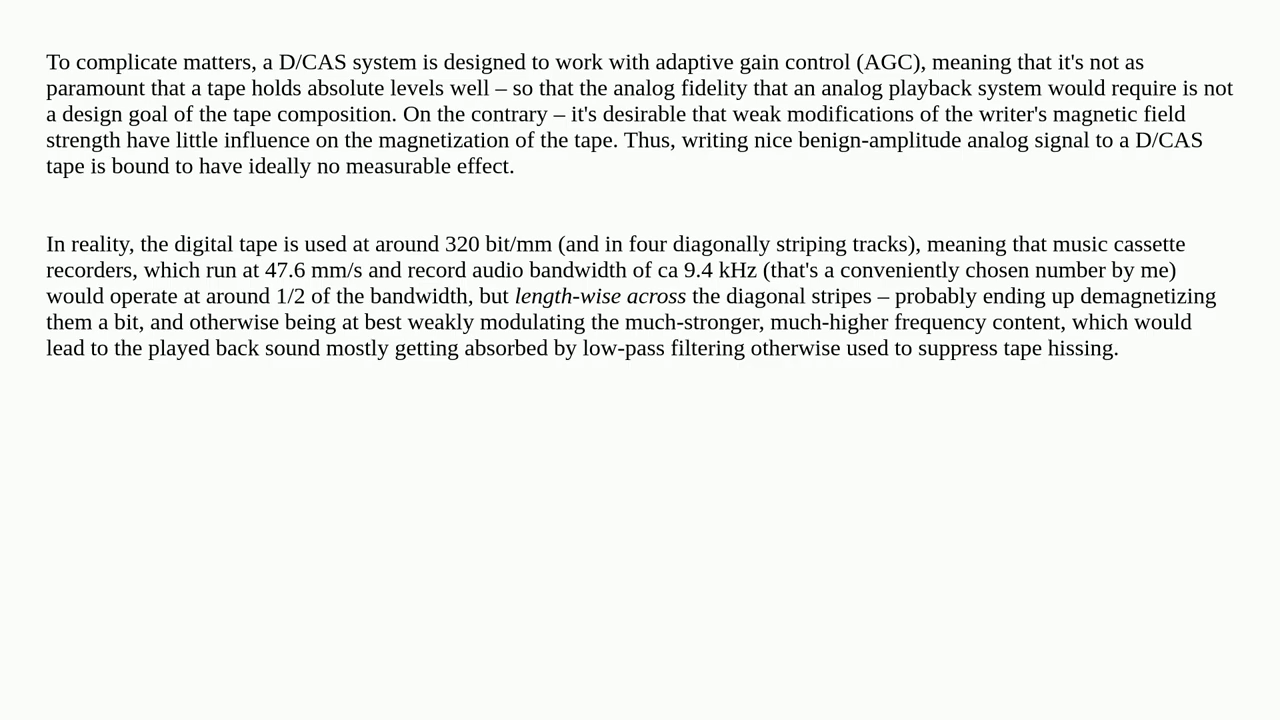 To complicate matters, a D/CAS system is designed to work with adaptive gain control (AGC), meaning that it's not as
paramount that a tape holds absolute levels well – so that the analog fidelity that an analog playback system would require is not
a design goal of the tape composition. On the contrary – it's desirable that weak modifications of the writer's magnetic field
strength have little influence on the magnetization of the tape. Thus, writing nice benign-amplitude analog signal to a D/CAS
tape is bound to have ideally no measurable effect.
In reality, the digital tape is used at around 320 bit/mm (and in four diagonally striping tracks), meaning that music cassette
recorders, which run at 47.6 mm/s and record audio bandwidth of ca 9.4 kHz (that's a conveniently chosen number by me)
would operate at around 1/2 of the bandwidth, but length-wise across the diagonal stripes – probably ending up demagnetizing
them a bit, and otherwise being at best weakly modulating the much-stronger, much-higher frequency content, which would
lead to the played back sound mostly getting absorbed by low-pass filtering otherwise used to suppress tape hissing.